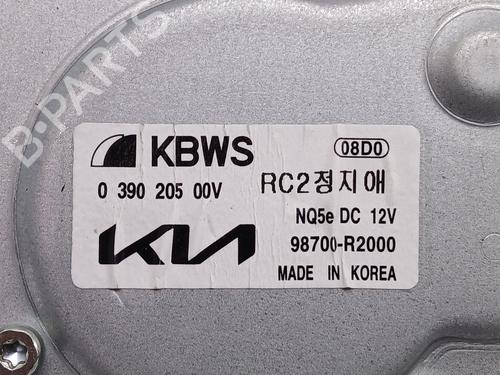 B-PARTS
KBWS
08D0
0 390 205 00V
RC2정지애
NQ5e DC 12V
KIA
98700-R2000
MADE IN KOREA